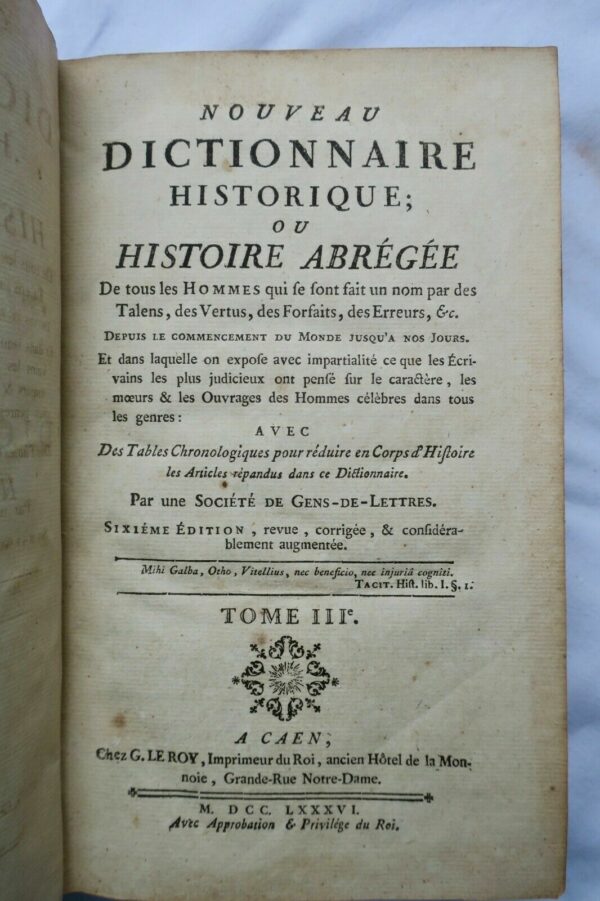 NOUVEAU
DICTIONNAIRE
HISTORIQUE;
OU
HISTOIRE ABRÉGÉE
De tous les HOMMES qui ſe ſont fait un nom par des
Talens, des Vertus, des Forfaits, des Erreurs, &c.
DEPUIS LE COMMENCEMENT DU MONDE JUSQU'A NOS JOURS.
Et dans laquelle on expoſe avec impartialité ce que les Écri-
vains les plus judicieux ont penſé ſur le caractère, les
mœurs & les Ouvrages des Hommes célèbres dans tous
les genres:
AVEC
Des Tables Chronologiques pour réduire en Corps d'Hiſtoire
les Articles répandus dans ce Dictionnaire.
Par une SOCIÉTÉ DE GENS-DE-LETTRES.
SIXIÉME ÉDITION, revue, corrigée, & conſidéra-
blement augmentée.
Mihi Galba, Otho, Vitellius, nec beneficio, nec injuriâ cogniti.
TACIT. Hiſt. lib. I. §. 1.
TOME IIIe.
A CAEN,
Chez G. LE ROY, Imprimeur du Roi, ancien Hôtel de la Mon-
noie, Grande-Rue Notre-Dame.
M. DCC. LXXXVI.
Avec Approbation & Privilége du Roi.